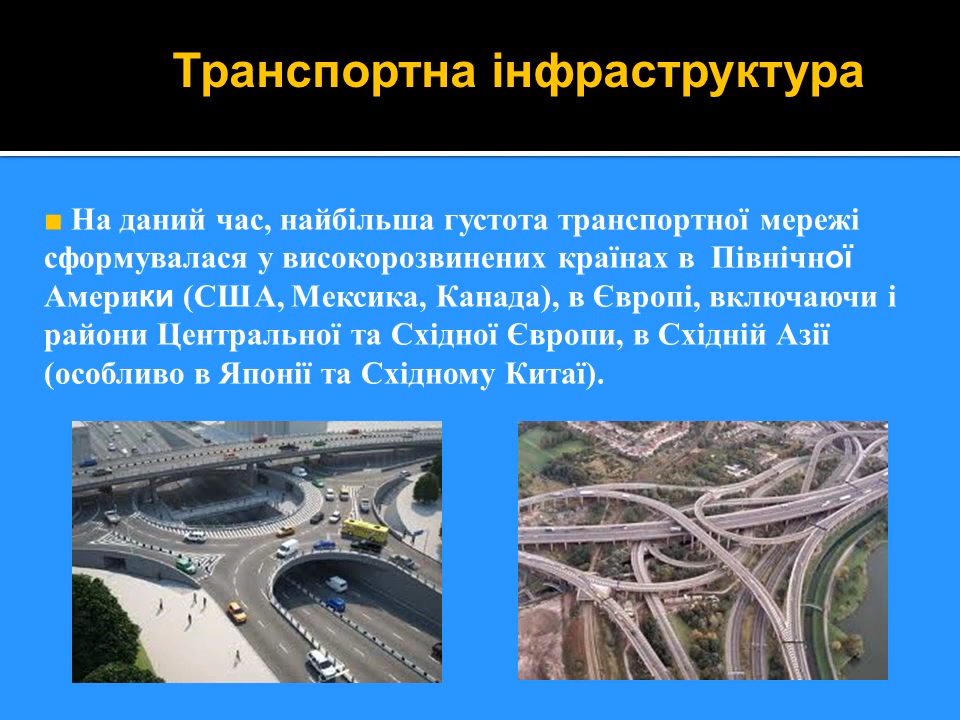 Транспортна інфраструктура
■ На даний час, найбільша густота транспортної мережі
сформувалася у високорозвинених країнах в Північної
Америки (США, Мексика, Канада), в Європі, включаючи і
райони Центральної та Східної Європи, в Східній Азії
(особливо в Японії та Східному Китаї).